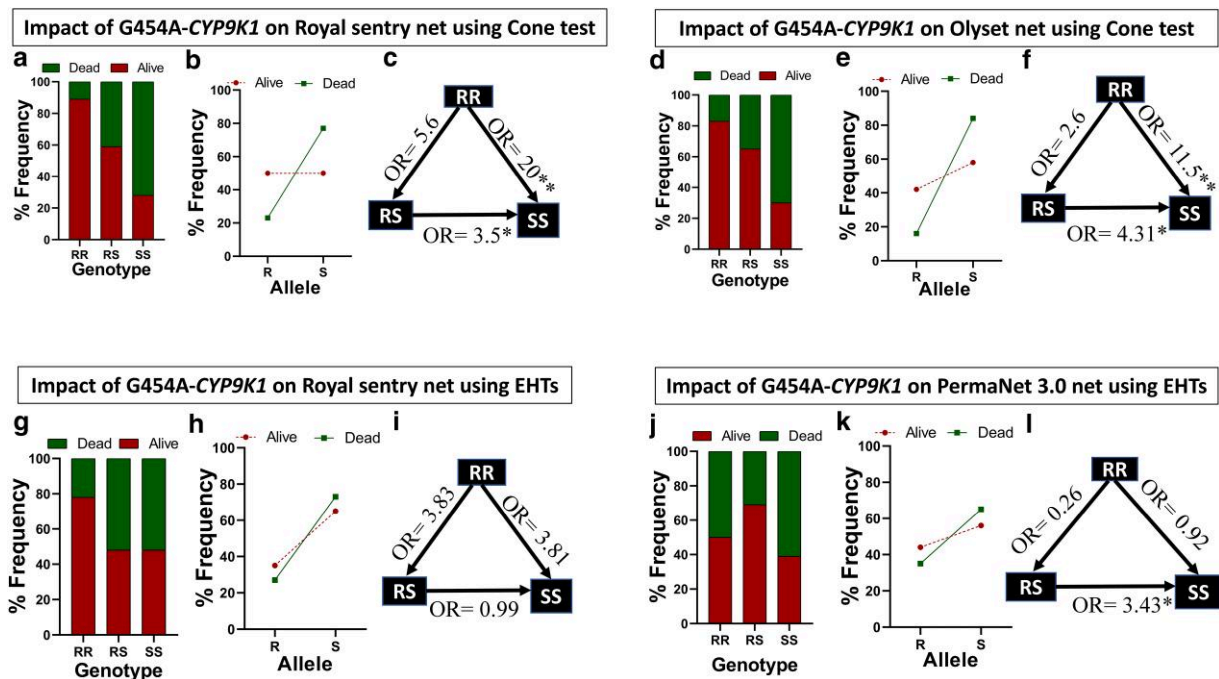 Impact of G454A-CYP9K1 on Royal sentry net using Cone test
a
Dead Alive
% Frequency
100
80
60
40
20
0
RR RS SS
Genotype
b
Alive Dead
% Frequency
100
80
60
40
20
0
R S
Allele
c
RR
OR= 5.6
OR= 20**
RS
SS
OR= 3.5*
Impact of G454A-CYP9K1 on Olyset net using Cone test
d
Dead Alive
% Frequency
100
80
60
40
20
0
RR RS SS
Genotype
e
Alive Dead
% Frequency
100
80
60
40
20
0
R S
Allele
f
RR
OR= 2.6
OR= 11.5**
RS
SS
OR= 4.31*
Impact of G454A-CYP9K1 on Royal sentry net using EHTs
g
Dead Alive
% Frequency
100
80
60
40
20
0
RR RS SS
Genotype
h
Alive Dead
% Frequency
100
80
60
40
20
0
R S
Allele
i
RR
OR= 3.83
OR= 3.81
RS
SS
OR= 0.99
Impact of G454A-CYP9K1 on PermaNet 3.0 net using EHTs
j
Alive Dead
% Frequency
100
80
60
40
20
0
RR RS SS
Genotype
k
Alive Dead
% Frequency
100
80
60
40
20
0
R S
Allele
l
RR
OR= 0.26
OR= 0.92
RS
SS
OR= 3.43*